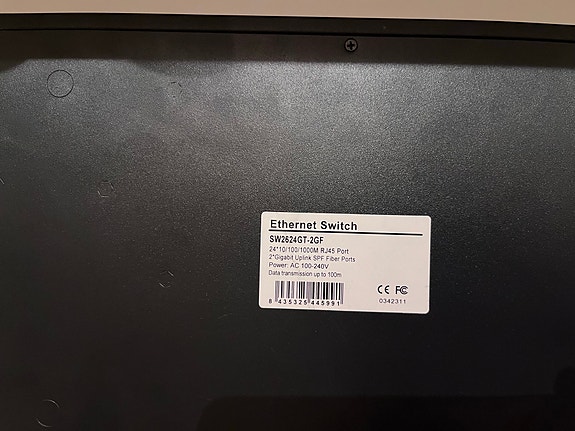 Ethernet Switch
SW2624GT-2GF
24*10/100/1000M RJ45 Port
2*Gigabit Uplink SPF Fiber Ports
Power: AC 100-240V
Data transmission up to 100m
CE FC
8 435325 445991
0342311